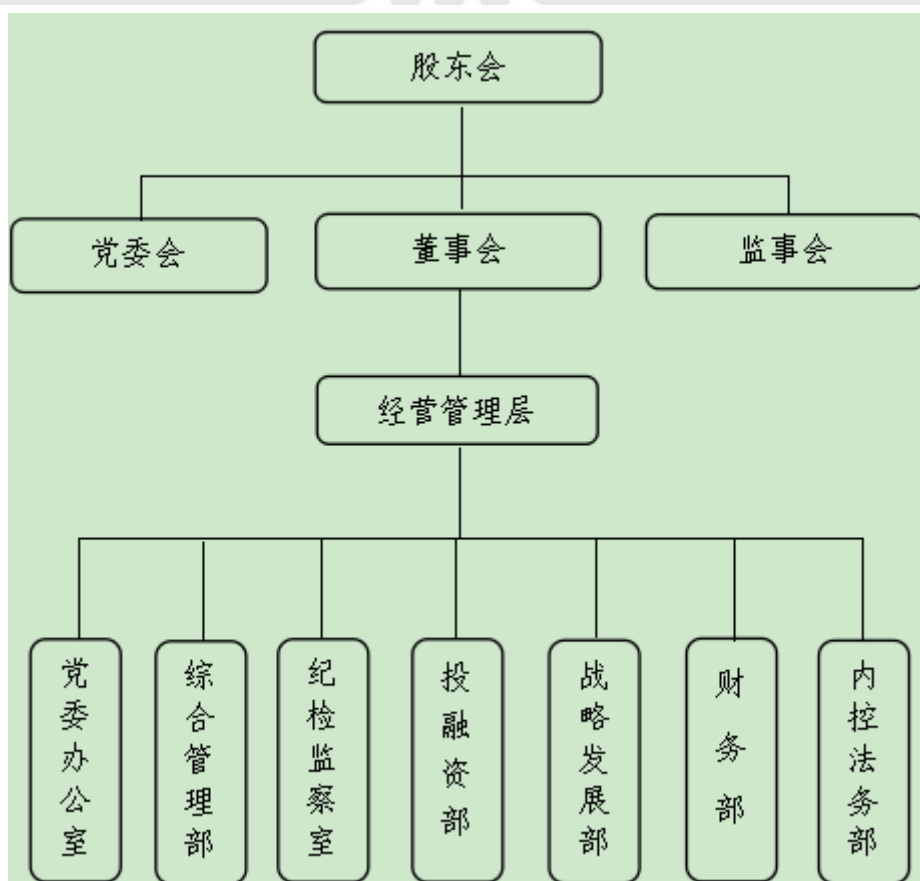 股东会
党委会
董事会
监事会
经营管理层
党委办公室
综合管理部
纪检监察室
投融资部
战略发展部
财务部
内控法务部